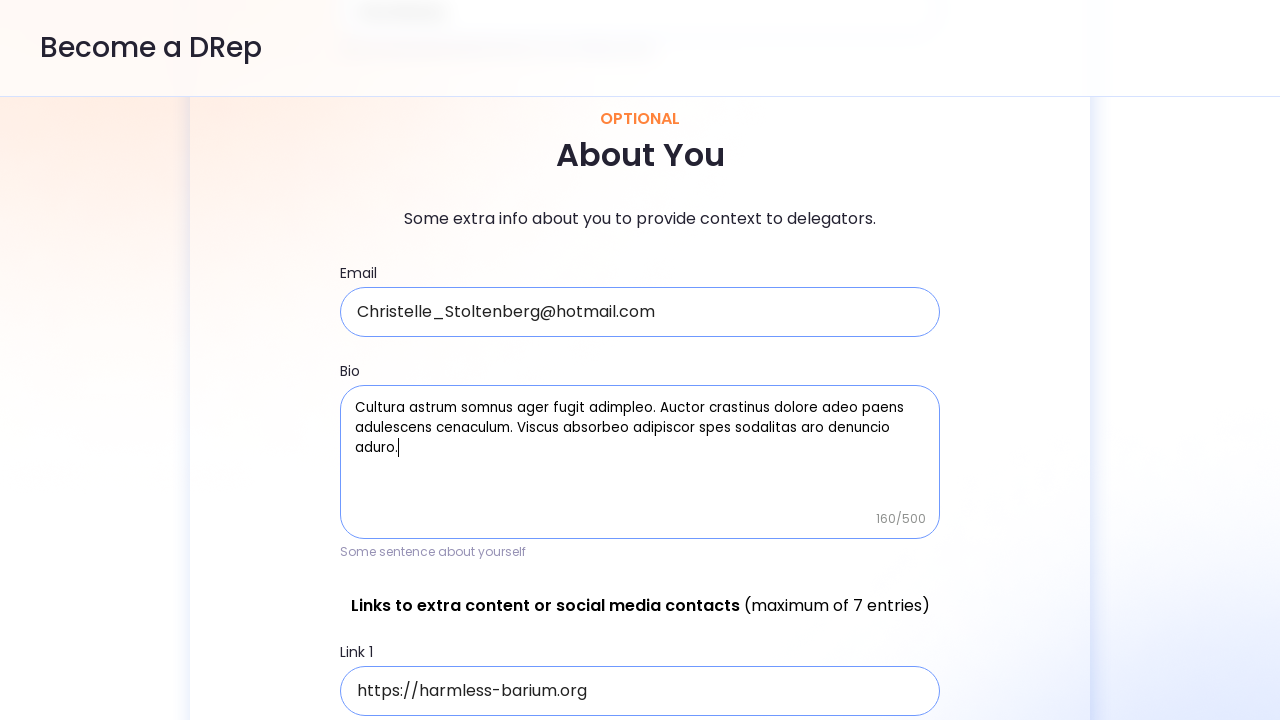 Become a DRep
OPTIONAL
About You
Some extra info about you to provide context to delegators.
Email
Christelle_Stoltenberg@hotmail.com
Bio
Cultura astrum somnus ager fugit adimpleo. Auctor crastinus dolore adeo paens
adulescens cenaculum. Viscus absorbeo adipiscor spes sodalitas aro denuncio
aduro.
160/500
Some sentence about yourself
Links to extra content or social media contacts (maximum of 7 entries)
Link 1
https://harmless-barium.org